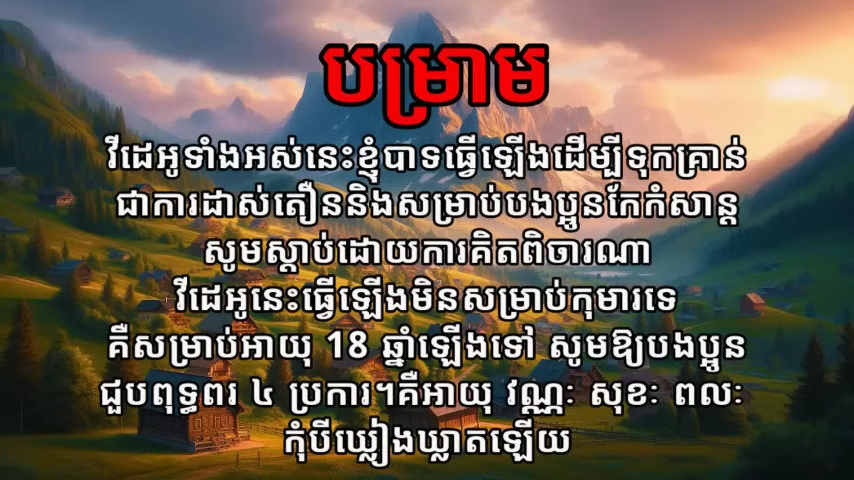 បម្រាម
វីដេអូទាំងអស់នេះខ្ញុំបាទធ្វើឡើងដើម្បីទុកគ្រាន់
ជាការដាស់តឿននិងសម្រាប់បងប្អូនកែកំសាន្ត
សូមស្តាប់ដោយការគិតពិចារណា
វីដេអូនេះធ្វើឡើងមិនសម្រាប់កុមារទេ
គឺសម្រាប់អាយុ 18 ឆ្នាំឡើងទៅ សូមឱ្យបងប្អូន
ជួបពុទ្ធពរ ៤ ប្រការ។គឺអាយុ វណ្ណៈ សុខៈ ពលៈ
កុំបីឃ្លៀងឃ្លាតឡើយ